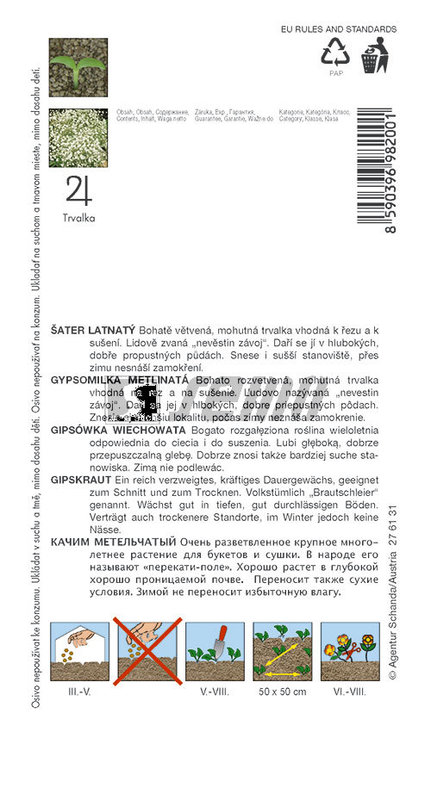 EU RULES AND STANDARDS
PAP
Obsah, Obsah, Содержание,
Contents, Inhalt, Waga netto
Záruka, Exp., Гарантия,
Guarantee, Garantie, Ważne do
Kategorie, Kategória, Класс,
Category, Klasse, Klasa
8 590396 982001
Trvalka
ŠATER LATNATÝ Bohatě větvená, mohutná trvalka vhodná k řezu a k
sušení. Lidově zvaná „nevěstin závoj“. Daří se jí v hlubokých,
dobře propustných půdách. Snese i sušší stanoviště, přes
zimu nesnáší zamokření.
GYPSOMILKA METLINATÁ Bohato rozvetvená, mohutná trvalka
vhodná na rez a na sušenie. Ľudovo nazývaná „nevestin
závoj“. Darí sa jej v hlbokých, dobre priepustných pôdach.
Znesie aj suchšiu lokalitu, počas zimy neznáša zamokrenie.
GIPSÓWKA WIECHOWATA Bogato rozgałęziona roślina wieloletnia
odpowiednia do ciecia i do suszenia. Lubi głęboką, dobrze
przepuszczalną glebę. Dobrze znosi także bardziej suche sta-
nowiska. Zimą nie podlewać.
GIPSKRAUT Ein reich verzweigtes, kräftiges Dauergewächs, geeignet
zum Schnitt und zum Trocknen. Volkstümlich „Brautschleier“
genannt. Wächst gut in tiefen, gut durchlässigen Böden.
Verträgt auch trockenere Standorte, im Winter jedoch keine
Nässe.
КАЧИМ МЕТЕЛЬЧАТЫЙ Очень разветвленное крупное много-
летнее растение для букетов и сушки. В народе его
называют «перекати-поле». Хорошо растет в глубокой
хорошо проницаемой почве. Переносит также сухие
условия. Зимой не переносит избыточную влагу.
III.-V.
V.-VIII.
50 x 50 cm
VI.-VIII.
Osivo nepoužívat ke konzumu. Ukládat v suchu a tmě, mimo dosahu dětí. Osivo nepoužívať na konzum. Ukladať na suchom a tmavom mieste, mimo dosahu detí.
© Agentur Schanda/Austria 27 61 31